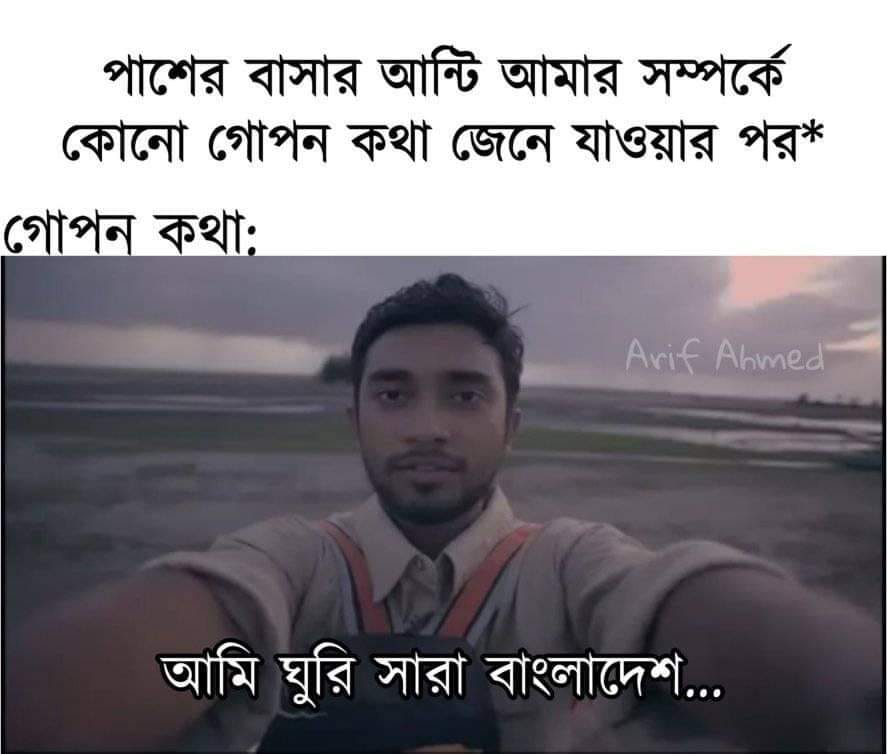 পাশের বাসার আন্টি আমার সম্পর্কে
কোনো গোপন কথা জেনে যাওয়ার পর*
গোপন কথা:
Arif Ahmed
আমি ঘুরি সারা বাংলাদেশ...